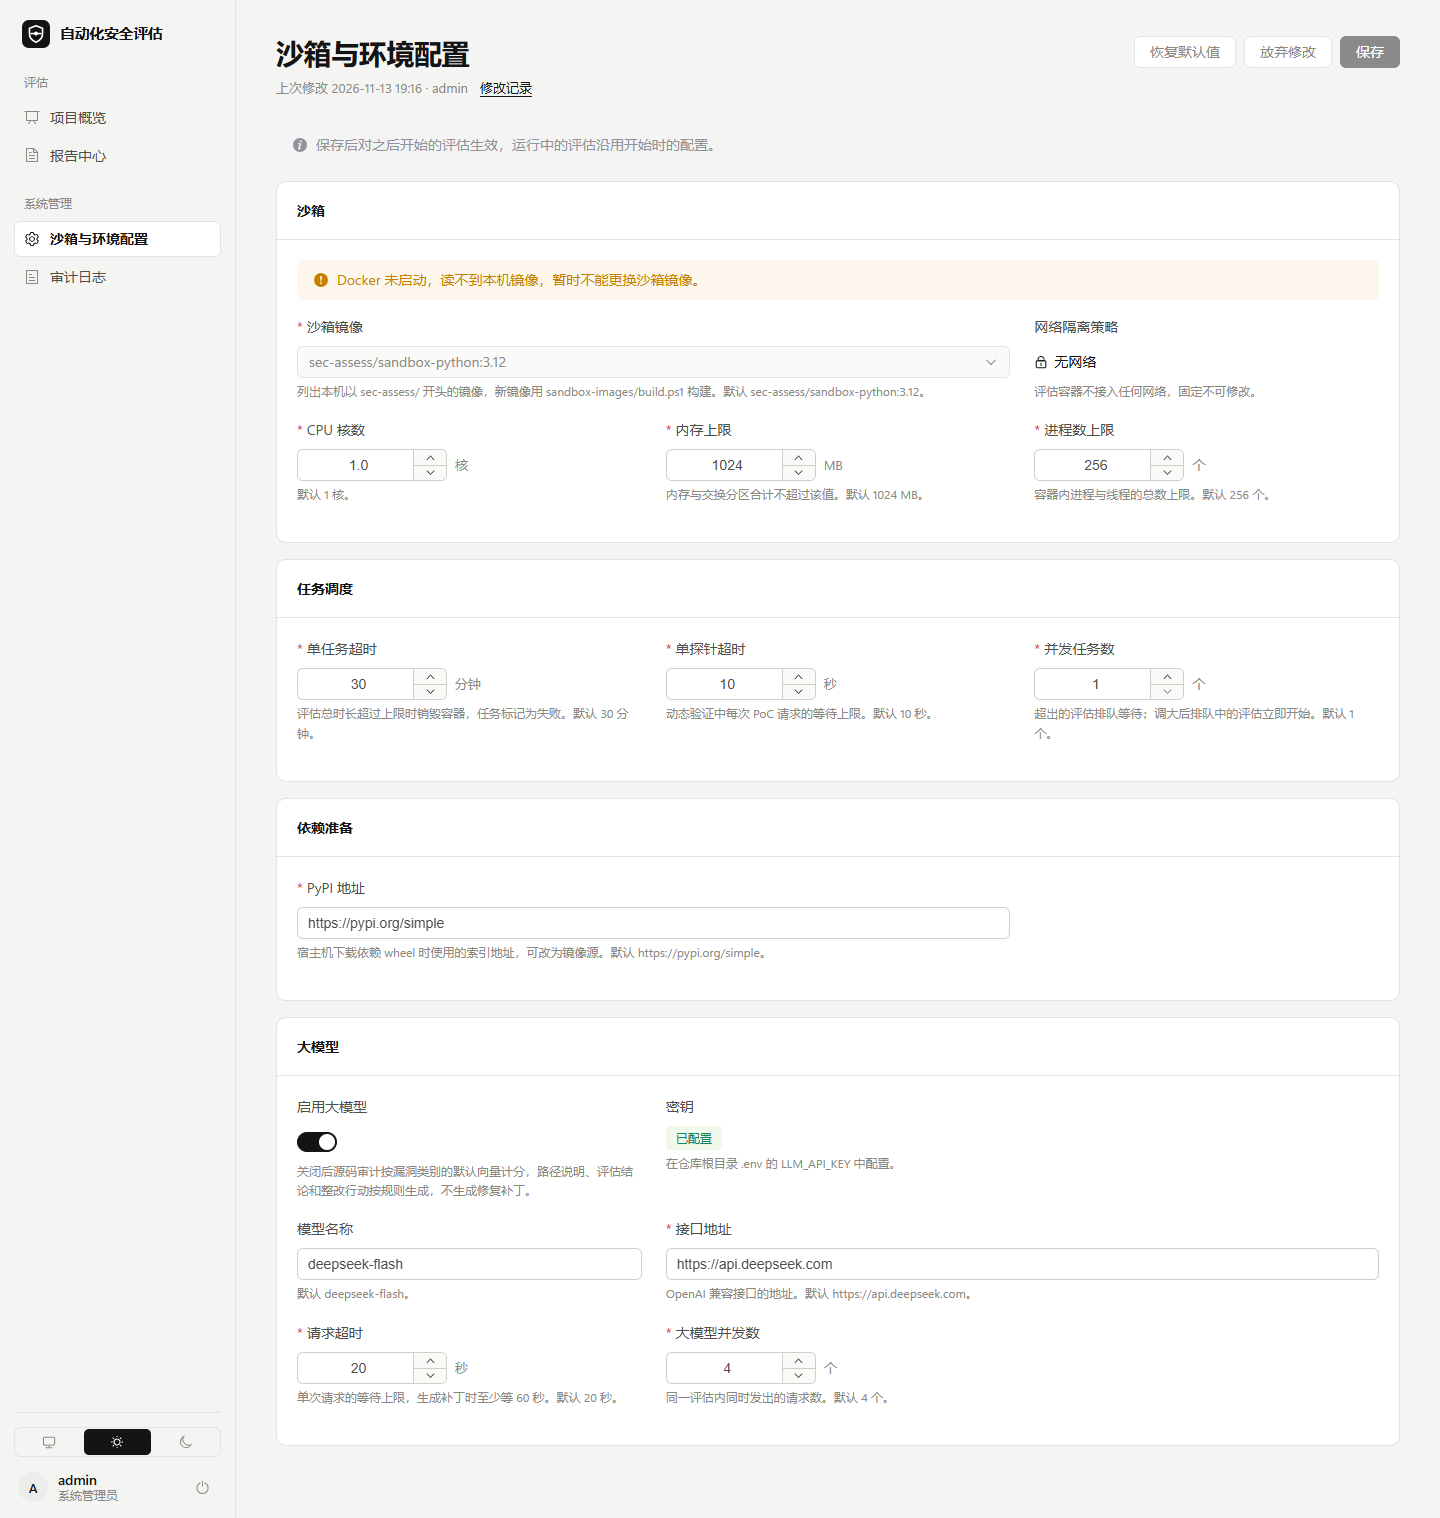 自动化安全评估
评估
项目概览
报告中心
系统管理
沙箱与环境配置
审计日志
沙箱与环境配置
上次修改 2026-11-13 19:16 · admin 修改记录
恢复默认值 放弃修改 保存
保存后对之后开始的评估生效，运行中的评估沿用开始时的配置。
沙箱
Docker 未启动，读不到本机镜像，暂时不能更换沙箱镜像。
* 沙箱镜像
sec-assess/sandbox-python:3.12
列出本机以 sec-assess/ 开头的镜像，新镜像用 sandbox-images/build.ps1 构建。默认 sec-assess/sandbox-python:3.12。
网络隔离策略
无网络
评估容器不接入任何网络，固定不可修改。
* CPU 核数
1.0 核
默认 1 核。
* 内存上限
1024 MB
内存与交换分区合计不超过该值。默认 1024 MB。
* 进程数上限
256 个
容器内进程与线程的总数上限。默认 256 个。
任务调度
* 单任务超时
30 分钟
评估总时长超过上限时销毁容器，任务标记为失败。默认 30 分
钟。
* 单探针超时
10 秒
动态验证中每次 PoC 请求的等待上限。默认 10 秒。
* 并发任务数
1 个
超出的评估排队等待；调大后排队中的评估立即开始。默认 1
个。
依赖准备
* PyPI 地址
https://pypi.org/simple
宿主机下载依赖 wheel 时使用的索引地址，可改为镜像源。默认 https://pypi.org/simple。
大模型
启用大模型
关闭后源码审计按漏洞类别的默认向量计分，路径说明、评估结
论和整改行动按规则生成，不生成修复补丁。
密钥
已配置
在仓库根目录 .env 的 LLM_API_KEY 中配置。
模型名称
deepseek-flash
默认 deepseek-flash。
* 接口地址
https://api.deepseek.com
OpenAI 兼容接口的地址。默认 https://api.deepseek.com。
* 请求超时
20 秒
单次请求的等待上限，生成补丁时至少等 60 秒。默认 20 秒。
* 大模型并发数
4 个
同一评估内同时发出的请求数。默认 4 个。
A
admin
系统管理员